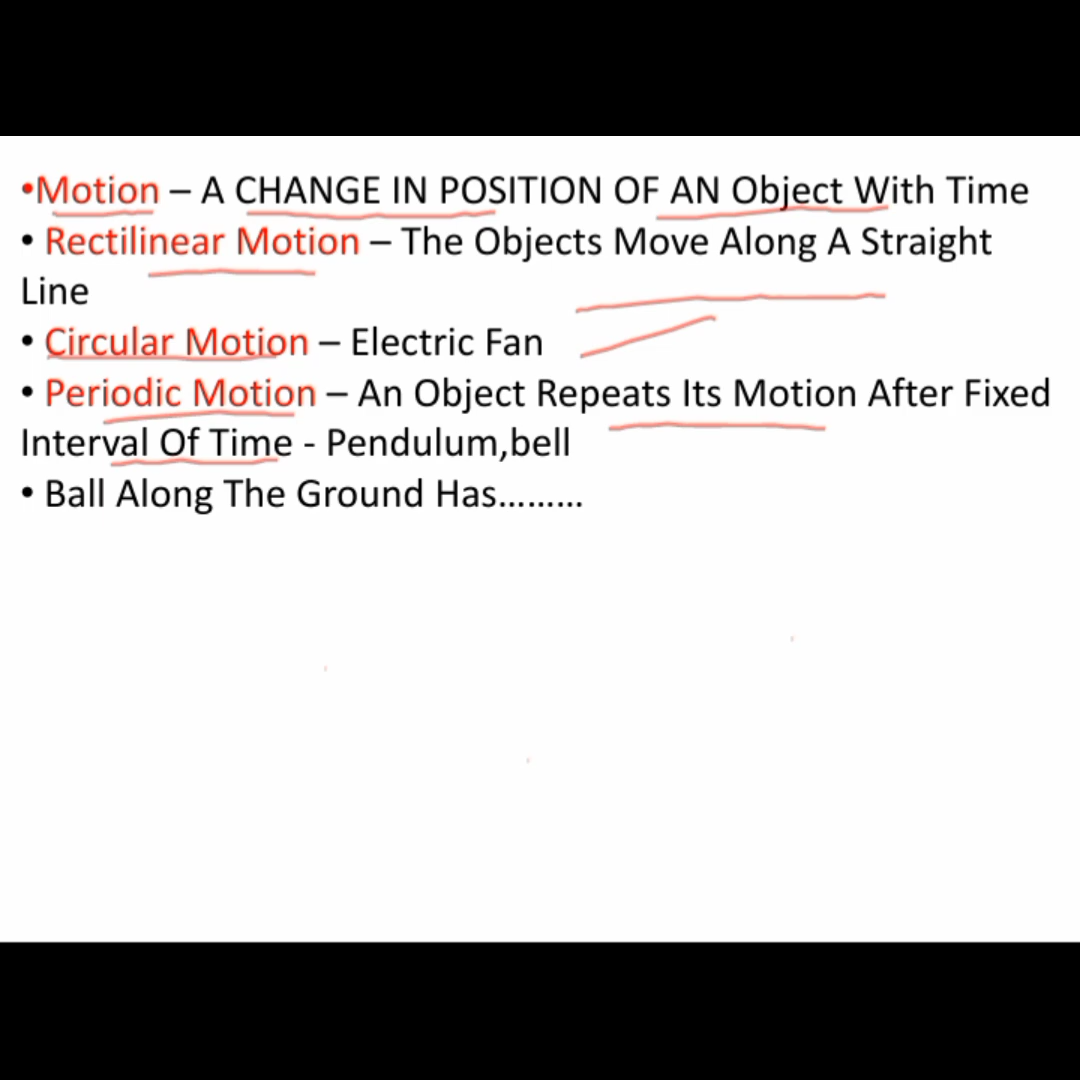 •Motion – A CHANGE IN POSITION OF AN Object With Time
• Rectilinear Motion – The Objects Move Along A Straight
Line
• Circular Motion – Electric Fan
• Periodic Motion – An Object Repeats Its Motion After Fixed
Interval Of Time - Pendulum,bell
• Ball Along The Ground Has.........